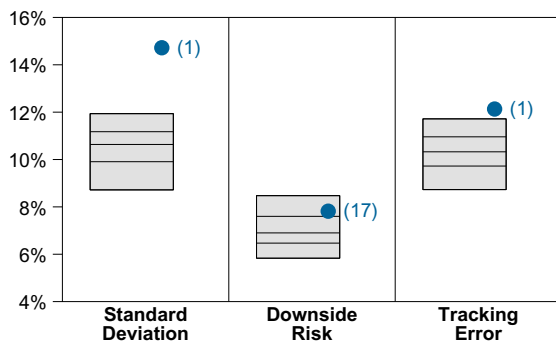 16%
14%
12%
10%
8%
6%
4%
(1)
(17)
(1)
Standard
Deviation
Downside
Risk
Tracking
Error